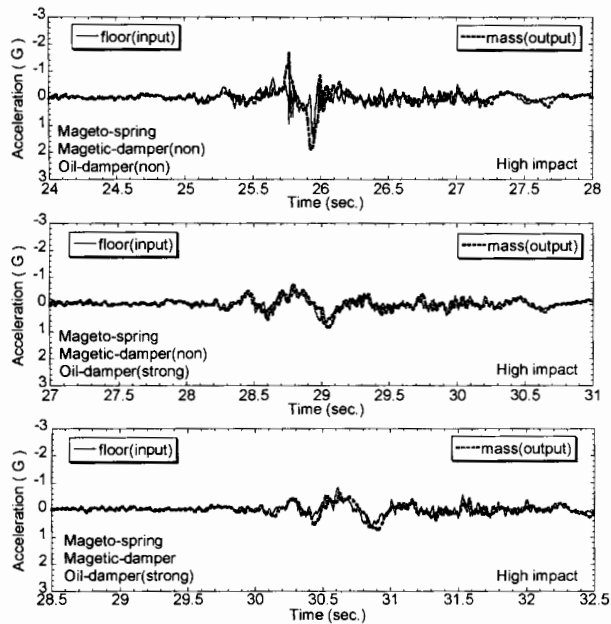 -3
floor(input)
mass(output)
-2
-1
0
1
2
3
Acceleration ( G )
Mageto-spring
Magetic-damper(non)
Oil-damper(non)
High impact
24 24.5 25 25.5 26 26.5 27 27.5 28
Time (sec.)
-3
floor(input)
mass(output)
-2
-1
0
1
2
3
Acceleration ( G )
Mageto-spring
Magetic-damper(non)
Oil-damper(strong)
High impact
27 27.5 28 28.5 29 29.5 30 30.5 31
Time (sec.)
-3
floor(input)
mass(output)
-2
-1
0
1
2
3
Acceleration ( G )
Mageto-spring
Magetic-damper
Oil-damper(strong)
High impact
28.5 29 29.5 30 30.5 31 31.5 32 32.5
Time (sec.)